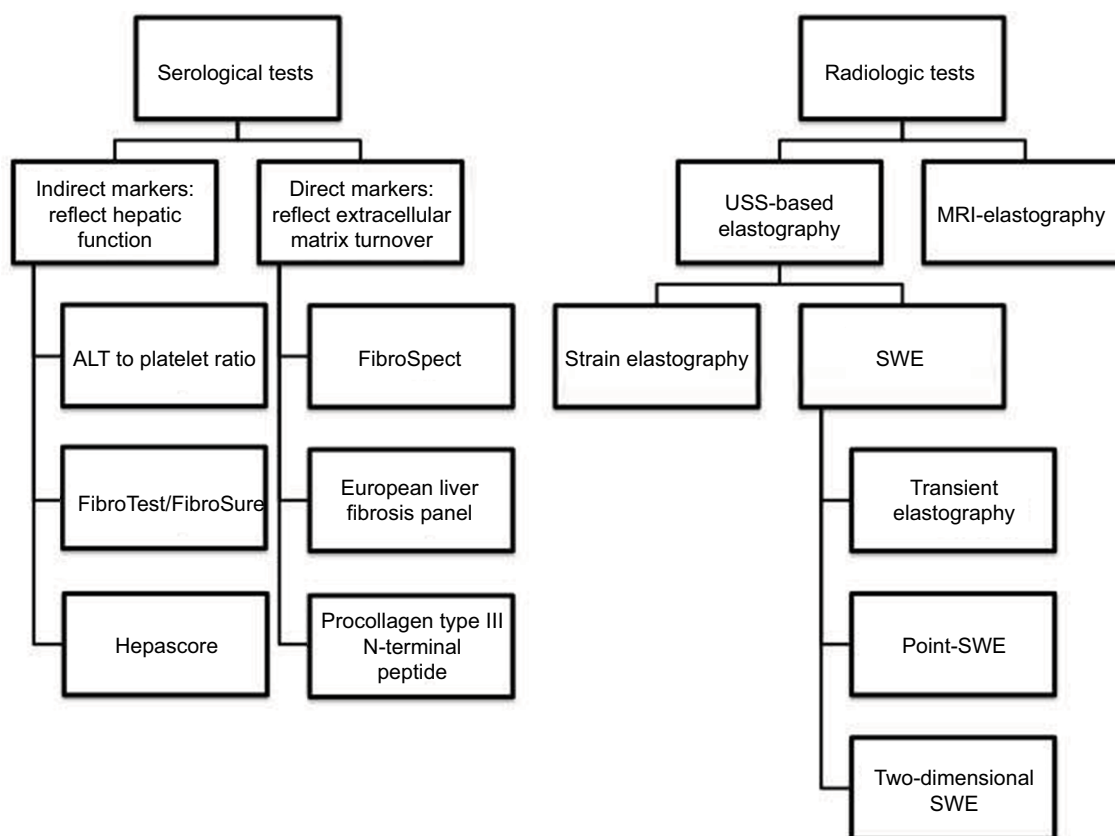 Serological tests
Indirect markers:
reflect hepatic
function
Direct markers:
reflect extracellular
matrix turnover
ALT to platelet ratio
FibroSpect
FibroTest/FibroSure
European liver
fibrosis panel
Hepascore
Procollagen type III
N-terminal
peptide
Radiologic tests
USS-based
elastography
MRI-elastography
Strain elastography
SWE
Transient
elastography
Point-SWE
Two-dimensional
SWE